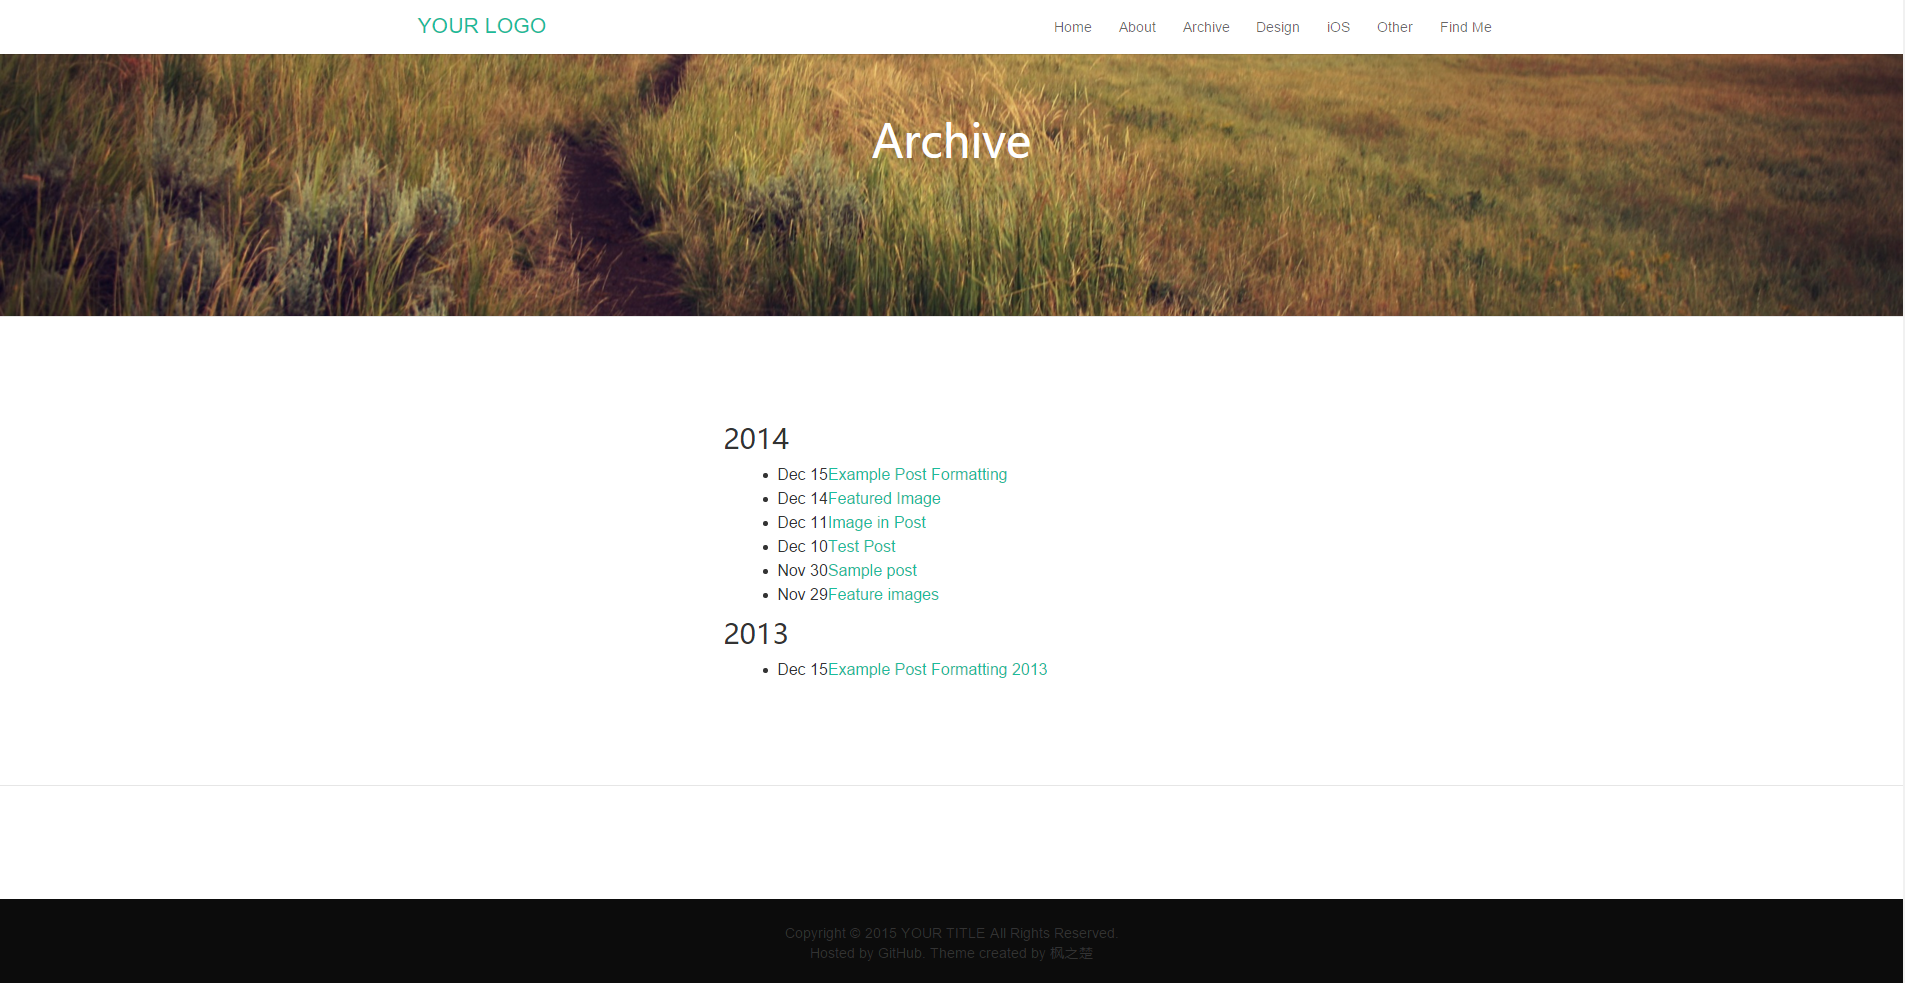 YOUR LOGO Home About Archive Design iOS Other Find Me
Archive
2014
Dec 15Example Post Formatting
Dec 14Featured Image
Dec 11Image in Post
Dec 10Test Post
Nov 30Sample post
Nov 29Feature images
2013
Dec 15Example Post Formatting 2013
Copyright © 2015 YOUR TITLE All Rights Reserved.
Hosted by GitHub. Theme created by 枫之楚